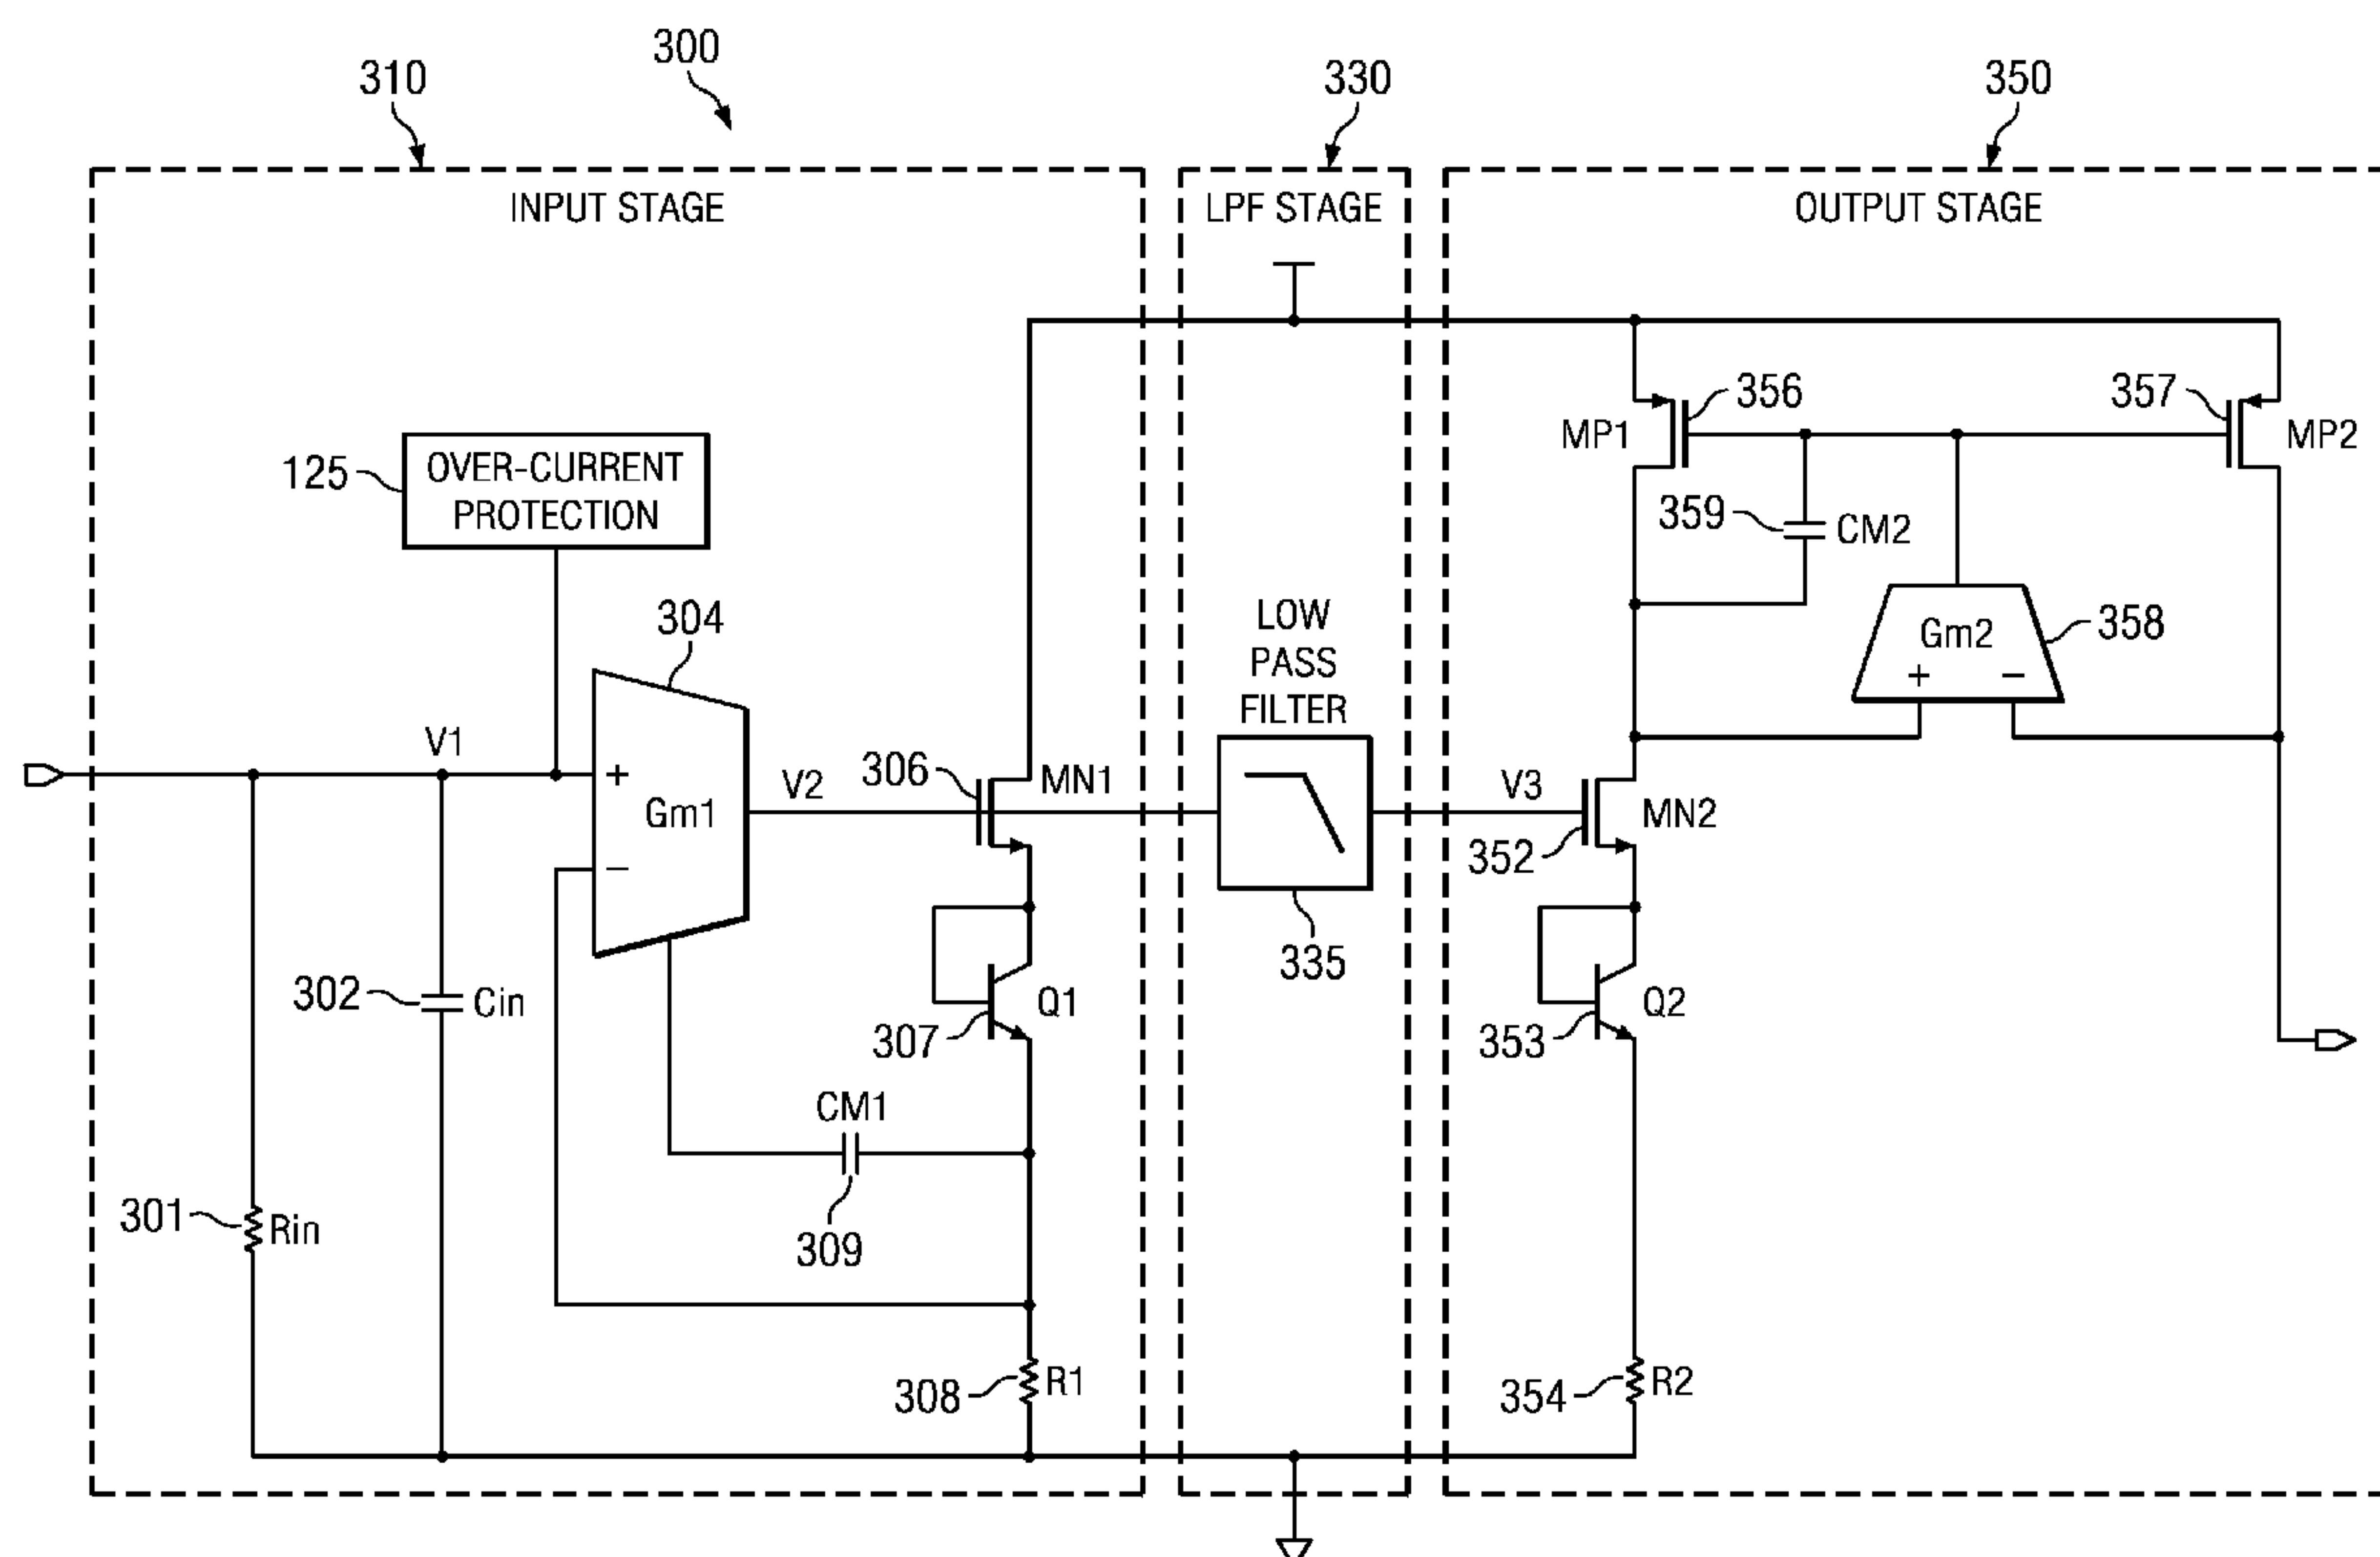 300
310
330
350
INPUT STAGE
LPF STAGE
OUTPUT STAGE
125
OVER-CURRENT
PROTECTION
356
357
MP1
MP2
359
CM2
304
LOW
PASS
FILTER
Gm2
358
+
−
V1
+
Gm1
−
V2
306
MN1
V3
MN2
352
335
302
Cin
Q1
307
Q2
353
CM1
309
301
Rin
308
R1
354
R2